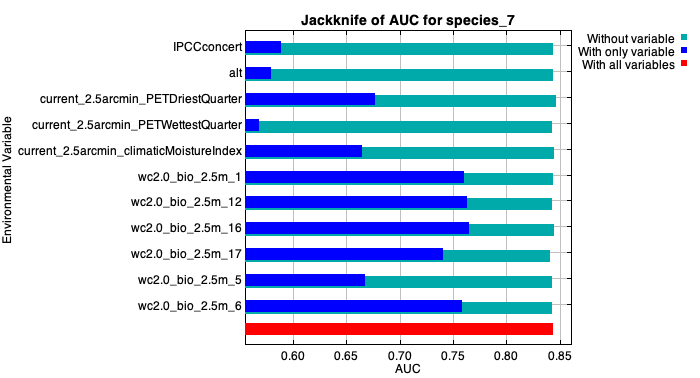 Jackknife of AUC for species_7
Without variable
With only variable
With all variables
Environmental Variable
IPCCconcert
alt
current_2.5arcmin_PETDriestQuarter
current_2.5arcmin_PETWettestQuarter
current_2.5arcmin_climaticMoistureIndex
wc2.0_bio_2.5m_1
wc2.0_bio_2.5m_12
wc2.0_bio_2.5m_16
wc2.0_bio_2.5m_17
wc2.0_bio_2.5m_5
wc2.0_bio_2.5m_6
0.60 0.65 0.70 0.75 0.80 0.85
AUC